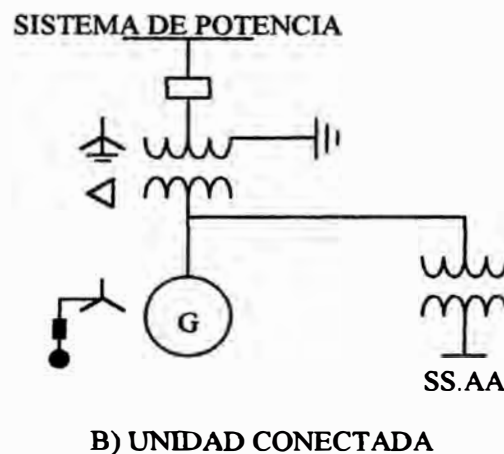 SISTEMA DE POTENCIA
G
SS.AA
B) UNIDAD CONECTADA